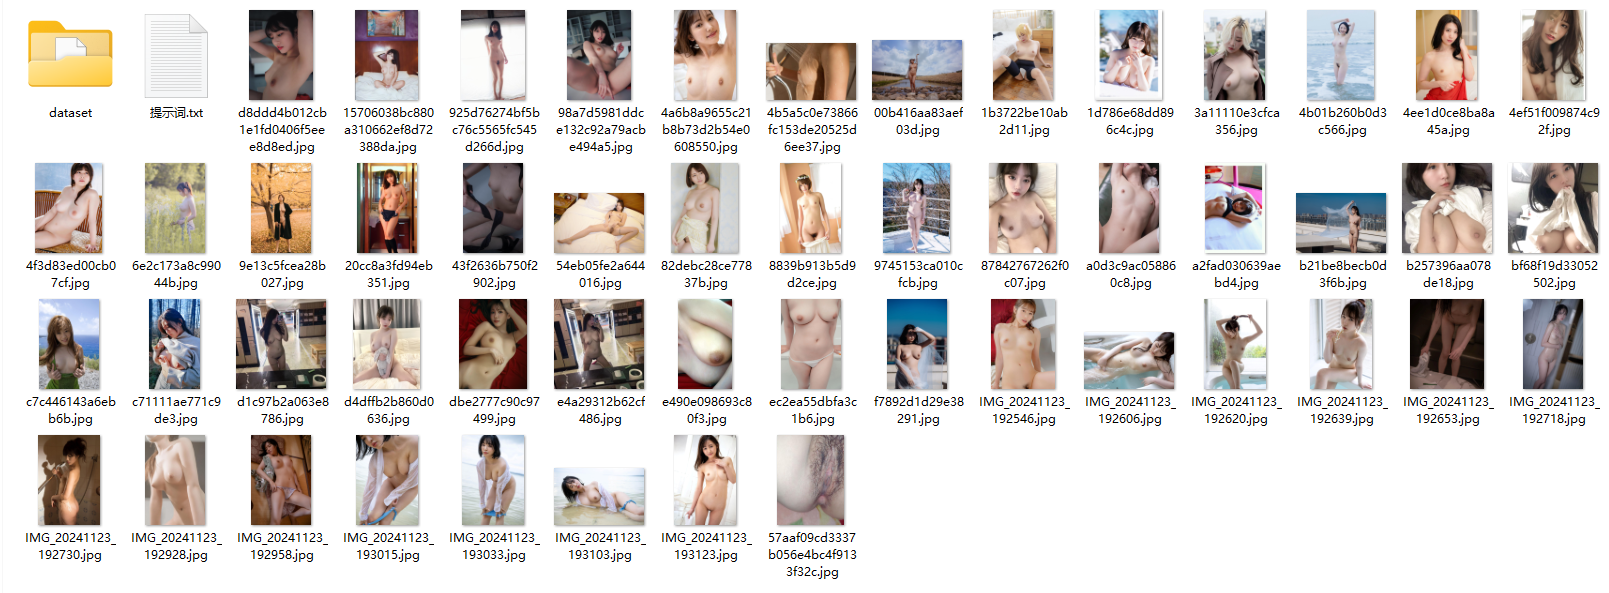 dataset
提示词.txt
d8ddd4b012cb
1e1fd0406f5ee
e8d8ed.jpg
15706038bc880
a310662ef8d72
388da.jpg
925d76274bf5b
c76c5565fc545
d266d.jpg
98a7d5981ddc
e132c92a79acb
e494a5.jpg
4a6b8a9655c21
b8b73d2b54e0
608550.jpg
4b5a5c0e73866
fc153de20525d
6ee37.jpg
00b416aa83aef
03d.jpg
1b3722be10ab
2d11.jpg
1d786e68dd89
6c4c.jpg
3a11110e3cfca
356.jpg
4b01b260b0d3
c566.jpg
4ee1d0ce8ba8a
45a.jpg
4ef51f009874c9
2f.jpg
4f3d83ed00cb0
7cf.jpg
6e2c173a8c990
44b.jpg
9e13c5fcea28b
027.jpg
20cc8a3fd94eb
351.jpg
43f2636b750f2
902.jpg
54eb05fe2a644
016.jpg
82debc28ce778
37b.jpg
8839b913b5d9
d2ce.jpg
9745153ca010c
fcb.jpg
87842767262f0
c07.jpg
a0d3c9ac05886
0c8.jpg
a2fad030639ae
bd4.jpg
b21be8becb0d
3f6b.jpg
b257396aa078
de18.jpg
bf68f19d33052
502.jpg
c7c446143a6eb
b6b.jpg
c71111ae771c9
de3.jpg
d1c97b2a063e8
786.jpg
d4dffb2b860d0
636.jpg
dbe2777c90c97
499.jpg
e4a29312b62cf
486.jpg
e490e098693c8
0f3.jpg
ec2ea55dbfa3c
1b6.jpg
f7892d1d29e38
291.jpg
IMG_20241123_
192546.jpg
IMG_20241123_
192606.jpg
IMG_20241123_
192620.jpg
IMG_20241123_
192639.jpg
IMG_20241123_
192653.jpg
IMG_20241123_
192718.jpg
IMG_20241123_
192730.jpg
IMG_20241123_
192928.jpg
IMG_20241123_
192958.jpg
IMG_20241123_
193015.jpg
IMG_20241123_
193033.jpg
IMG_20241123_
193103.jpg
IMG_20241123_
193123.jpg
57aaf09cd3337
b056e4bc4f913
3f32c.jpg